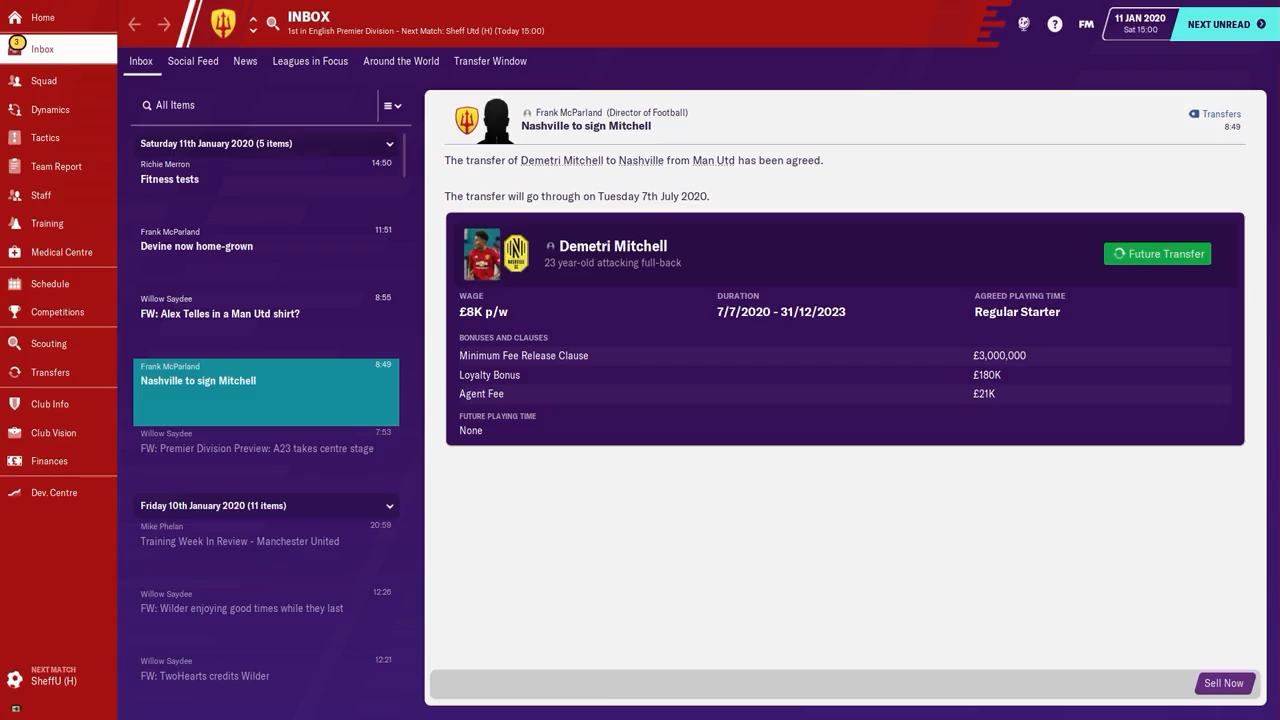 Home
3
Inbox
Squad
Dynamics
Tactics
Team Report
Staff
Training
Medical Centre
Schedule
Competitions
Scouting
Transfers
Club Info
Club Vision
Finances
Dev. Centre
NEXT MATCH
SheffU (H)
INBOX
1st in English Premier Division - Next Match: Sheff Utd (H) (Today 15:00)
? FM
11 JAN 2020
Sat 15:00
NEXT UNREAD
Inbox Social Feed News Leagues in Focus Around the World Transfer Window
All Items
Saturday 11th January 2020 (5 items)
Richie Merron 14:50
Fitness tests
Frank McParland 11:51
Devine now home-grown
Willow Saydee 8:55
FW: Alex Telles in a Man Utd shirt?
Frank McParland 8:49
Nashville to sign Mitchell
Willow Saydee 7:53
FW: Premier Division Preview: A23 takes centre stage
Friday 10th January 2020 (11 items)
Mike Phelan 20:59
Training Week In Review - Manchester United
Willow Saydee 12:26
FW: Wilder enjoying good times while they last
Willow Saydee 12:21
FW: TwoHearts credits Wilder
Frank McParland (Director of Football)
Nashville to sign Mitchell
Transfers
8:49
The transfer of Demetri Mitchell to Nashville from Man Utd has been agreed.
The transfer will go through on Tuesday 7th July 2020.
Demetri Mitchell
23 year-old attacking full-back
Future Transfer
WAGE DURATION AGREED PLAYING TIME
£8K p/w 7/7/2020 - 31/12/2023 Regular Starter
BONUSES AND CLAUSES
Minimum Fee Release Clause £3,000,000
Loyalty Bonus £180K
Agent Fee £21K
FUTURE PLAYING TIME
None
Sell Now